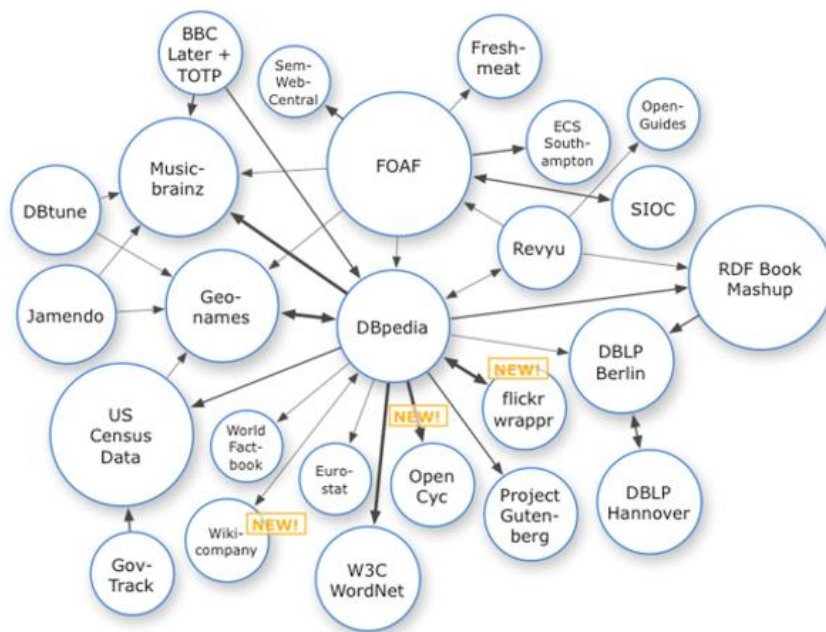 BBC
Later +
TOTP
Sem-
Web-
Central
Fresh-
meat
Open-
Guides
FOAF
ECS
South-
ampton
Music-
brainz
DBtune
SIOC
Revyu
RDF Book
Mashup
Geo-
names
Jamendo
DBpedia
DBLP
Berlin
NEW!
flickr
wrappr
NEW!
US
Census
Data
World
Fact-
book
Euro-
stat
Open
Cyc
Project
Guten-
berg
DBLP
Hannover
NEW!
Wiki-
company
Gov-
Track
W3C
WordNet